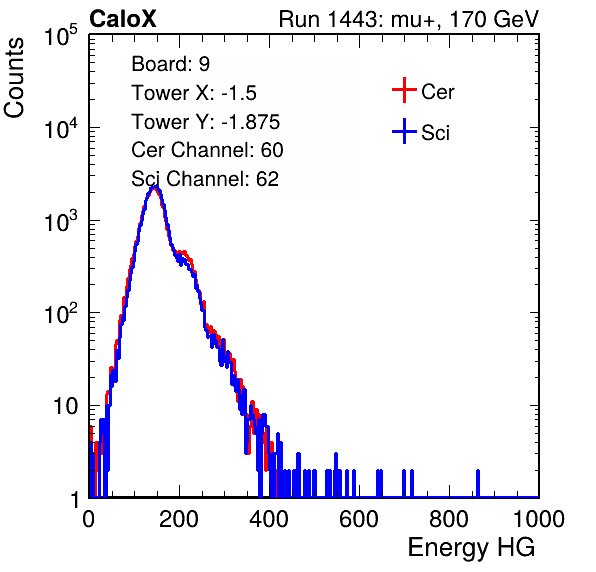 CaloX Run 1443: mu+, 170 GeV
Board: 9
Tower X: -1.5
Tower Y: -1.875
Cer Channel: 60
Sci Channel: 62
Cer
Sci
Counts
10^5
10^4
10^3
10^2
10
1
0 200 400 600 800 1000
Energy HG